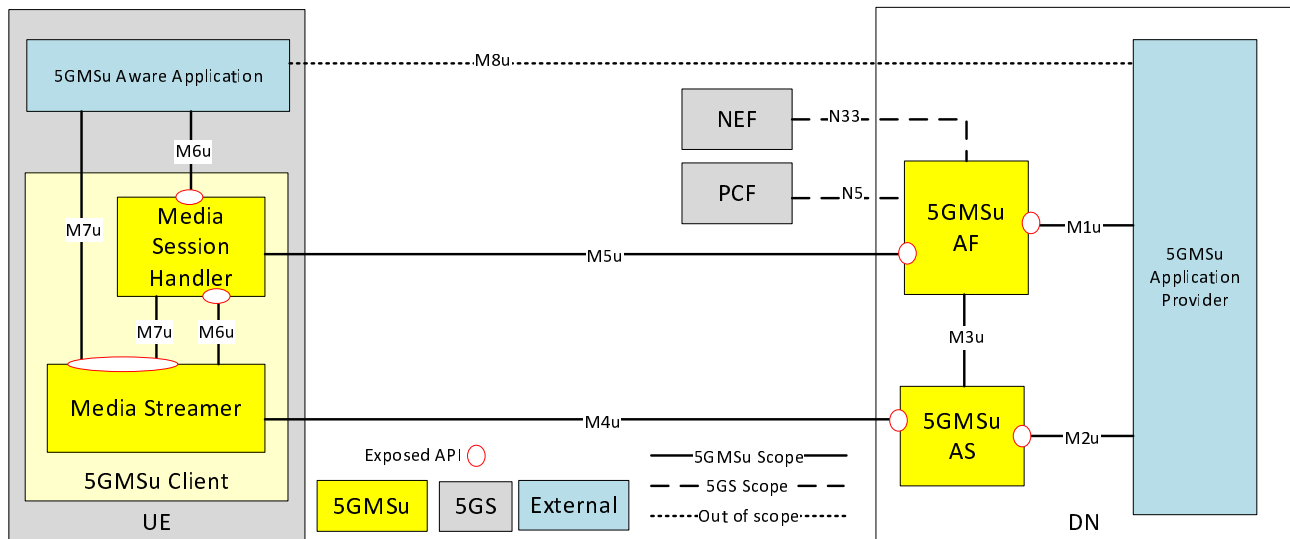 5GMSu Aware Application
M8u
NEF
N33
M6u
PCF
N5
Media
Session
Handler
M7u
5GMSu
AF
M1u
M5u
5GMSu
Application
Provider
M7u
M6u
M3u
Media Streamer
M4u
5GMSu
AS
M2u
Exposed API
5GMSu Scope
5GMSu Client
5GS Scope
5GMSu
5GS
External
Out of scope
UE
DN